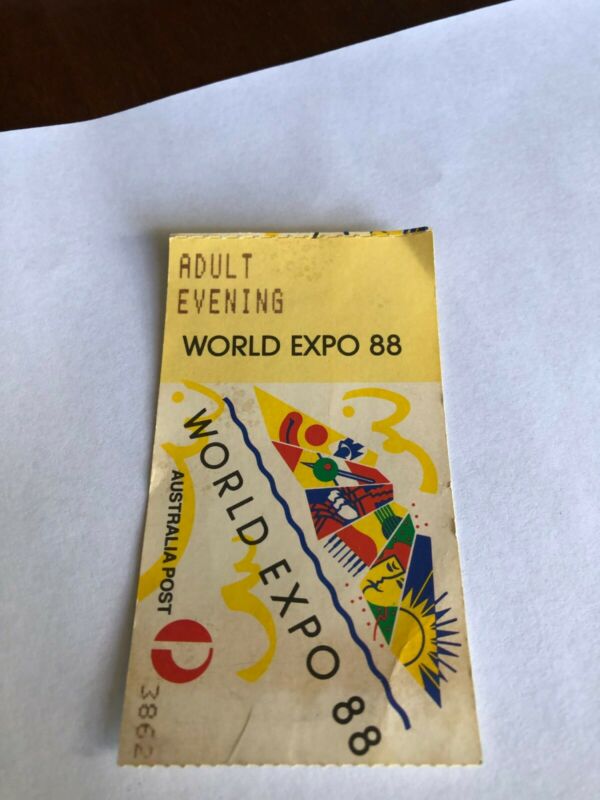 ADULT
EVENING
WORLD EXPO 88
WORLD EXPO 88
AUSTRALIA POST
3862